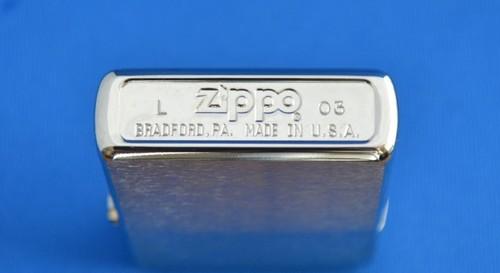 L Zippo ® 03
BRADFORD, PA. MADE IN U.S.A.